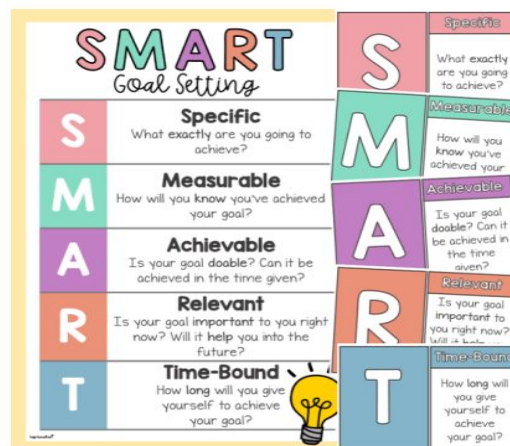 SMART
Goal Setting
S
Specific
What exactly are you going to
achieve?
M
Measurable
How will you know you've achieved
your goal?
A
Achievable
Is your goal doable? Can it be
achieved in the time given?
R
Relevant
Is your goal important to you right
now? Will it help you into the
future?
T
Time-Bound
How long will you give
yourself to achieve
your goal?
S
Specific
What exactly
are you going
to achieve?
M
Measurable
How will you
know you've
achieved your
A
Achievable
Is your goal
doable? Can it
be achieved in
the time
given?
R
Relevant
Is your goal
important to
you right now?
Will it
T
Time-Bound
How long will
you give
yourself to
achieve
your goal?